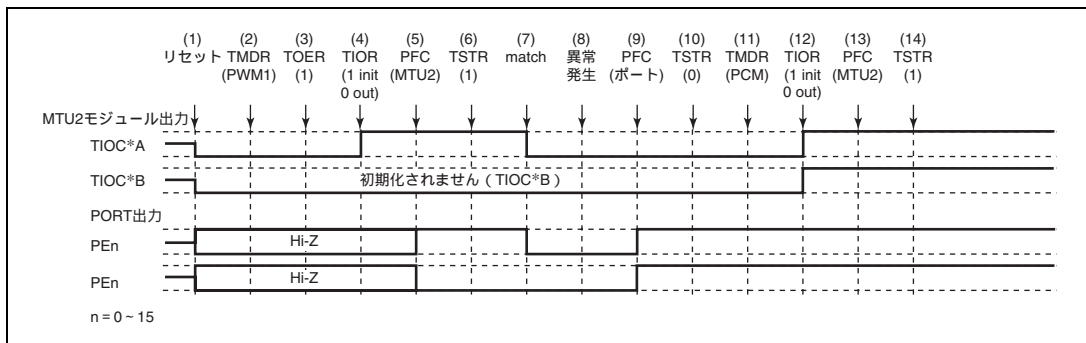 (1) (2) (3) (4) (5) (6) (7) (8) (9) (10) (11) (12) (13) (14)
リセット TMDR TOER TIOR PFC TSTR match 異常 PFC TSTR TMDR TIOR PFC TSTR
(PWM1) (1) (1 init (MTU2) (1) 発生 (ポート) (0) (PCM) (1 init (MTU2) (1)
0 out) 0 out)
MTU2モジュール出力
TIOC*A
TIOC*B 初期化されません(TIOC*B)
PORT出力
PEn Hi-Z
PEn Hi-Z
n = 0 ~ 15